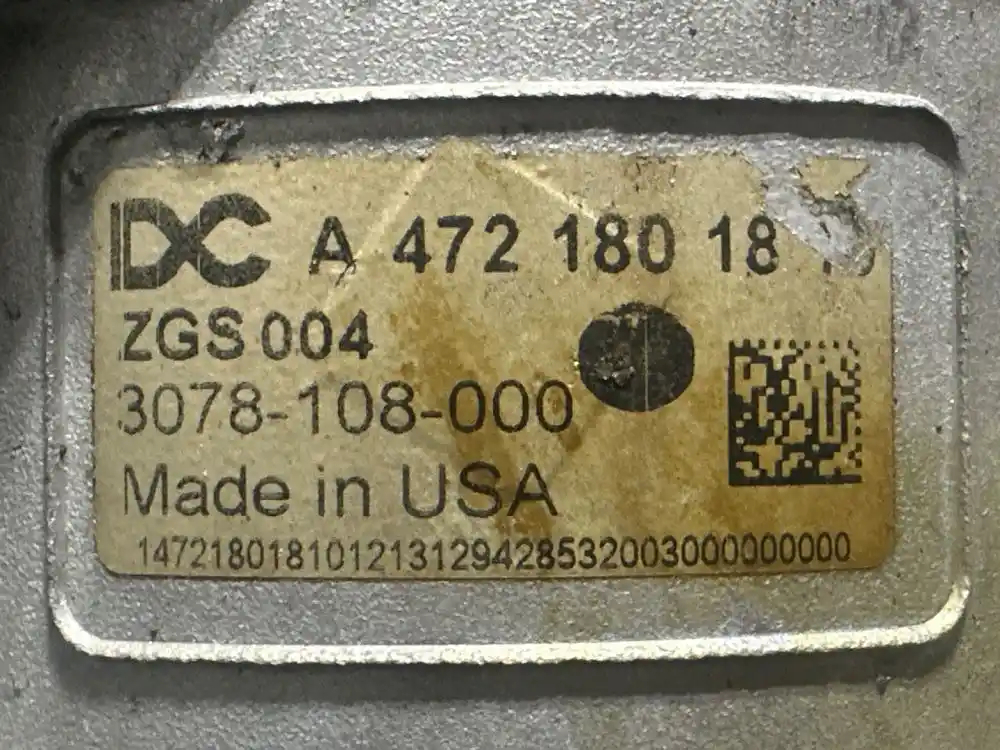 DC A 472 180 18
ZGS 004
3078-108-000
Made in USA
147218018101213129428532003000000000